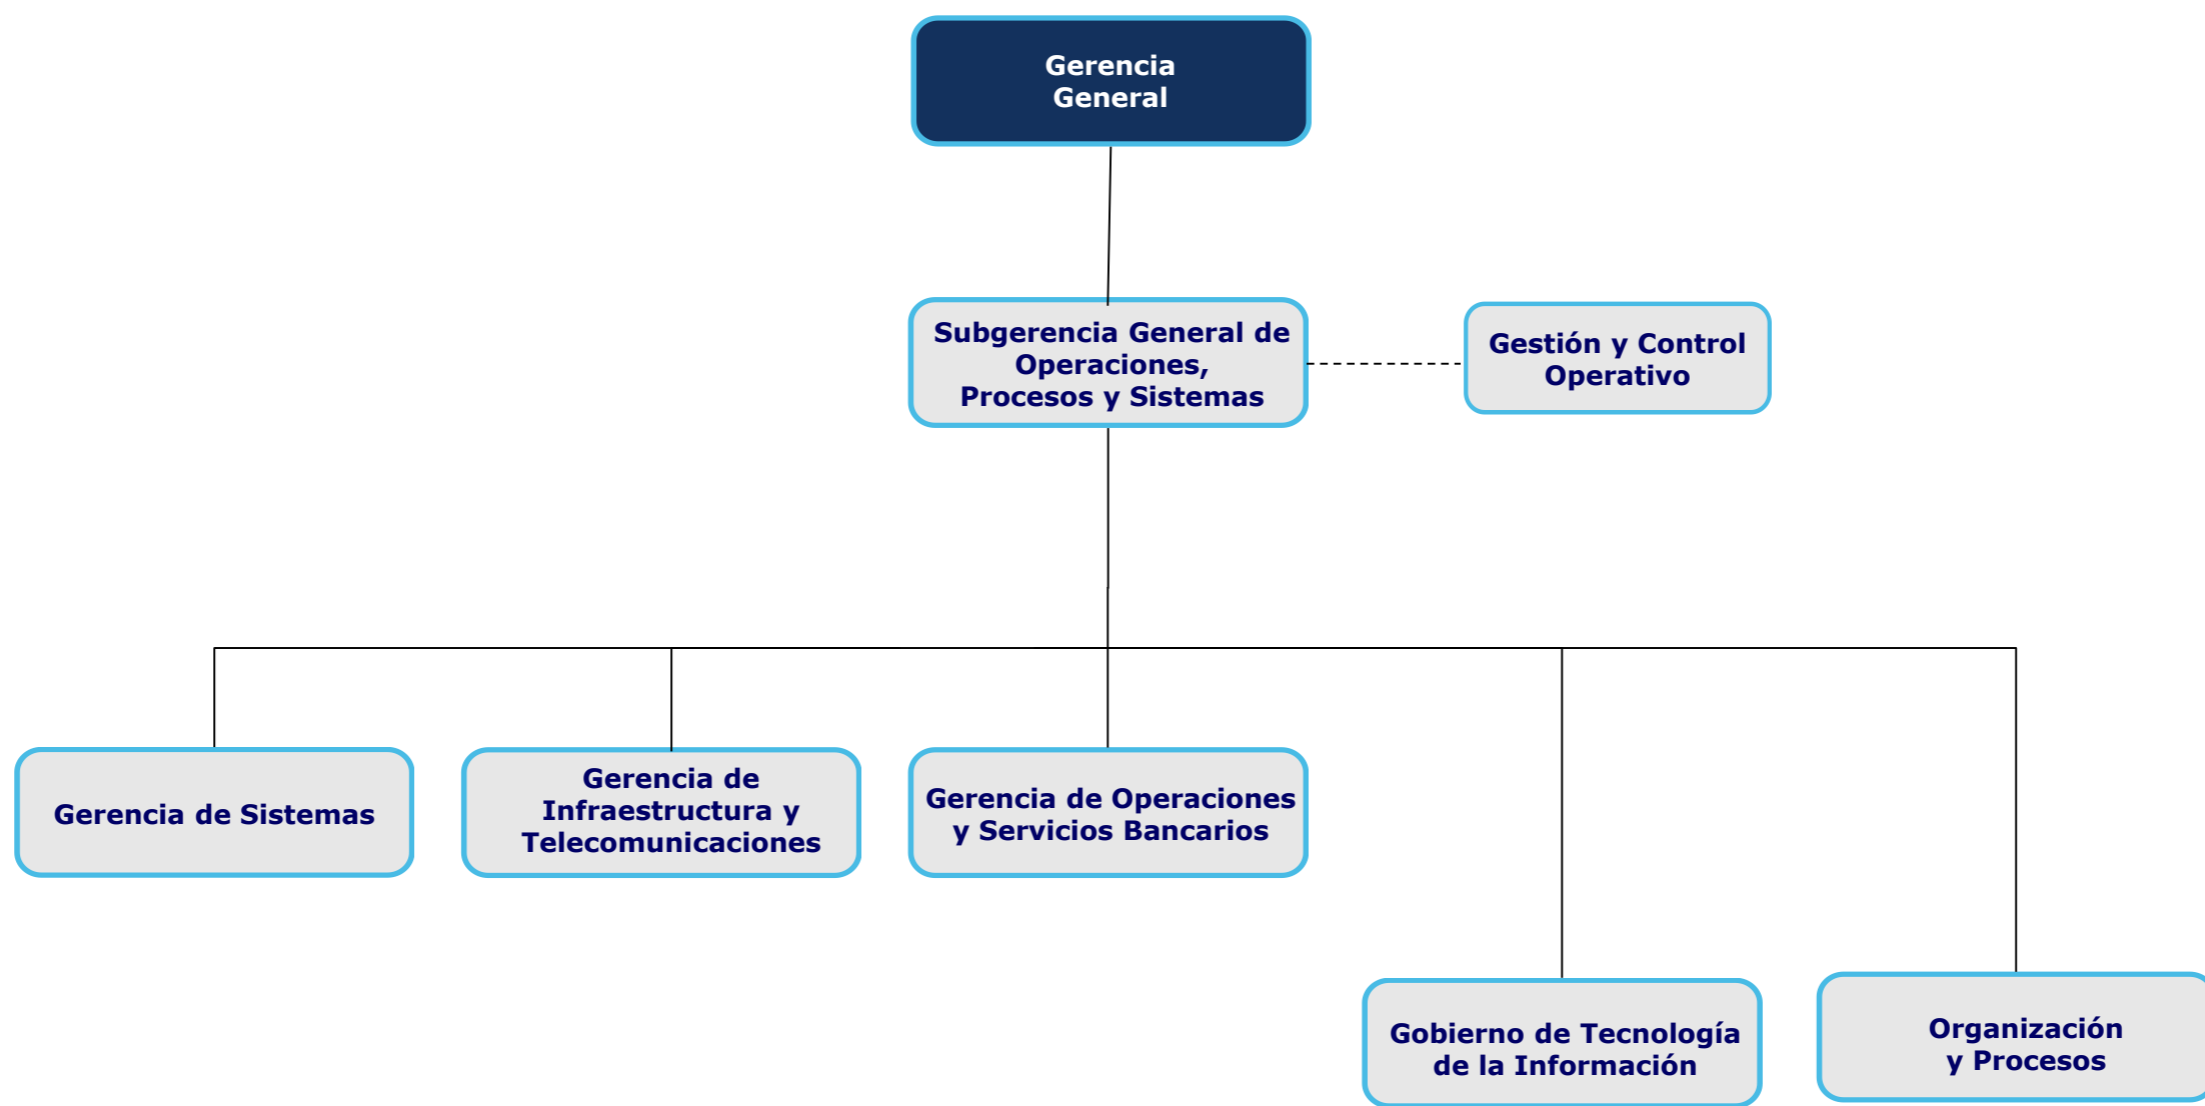 Gerencia
General
Subgerencia General de
Operaciones,
Procesos y Sistemas
Gestión y Control
Operativo
Gerencia de Sistemas
Gerencia de
Infraestructura y
Telecomunicaciones
Gerencia de Operaciones
y Servicios Bancarios
Gobierno de Tecnología
de la Información
Organización
y Procesos